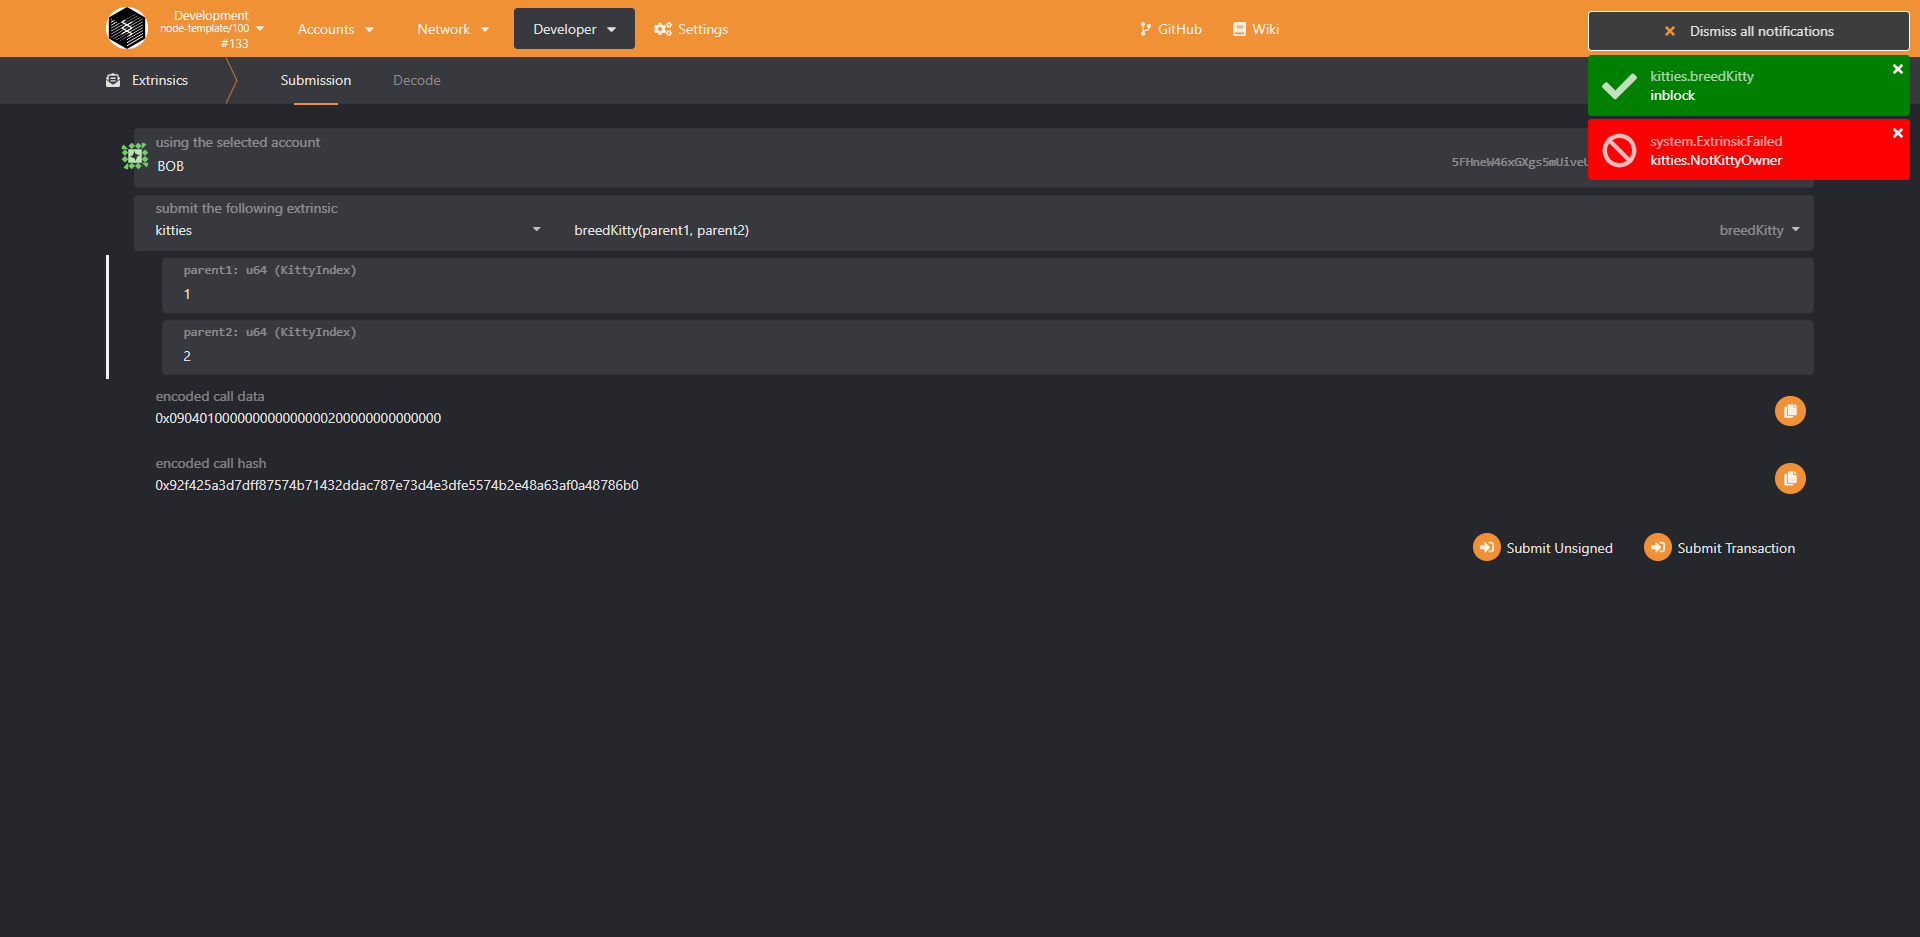 Development
node-template/100
#133
Accounts
Network
Developer
Settings
GitHub
Wiki
Dismiss all notifications
Extrinsics
Submission
Decode
kitties.breedKitty
inblock
system.ExtrinsicFailed
kitties.NotKittyOwner
using the selected account
BOB
5FHneW46xGXgs5mUiveU
submit the following extrinsic
kitties
breedKitty(parent1, parent2)
breedKitty
parent1: u64 (KittyIndex)
1
parent2: u64 (KittyIndex)
2
encoded call data
0x090401000000000000000200000000000000
encoded call hash
0x92f425a3d7dff87574b71432ddac787e73d4e3dfe5574b2e48a63af0a48786b0
Submit Unsigned
Submit Transaction